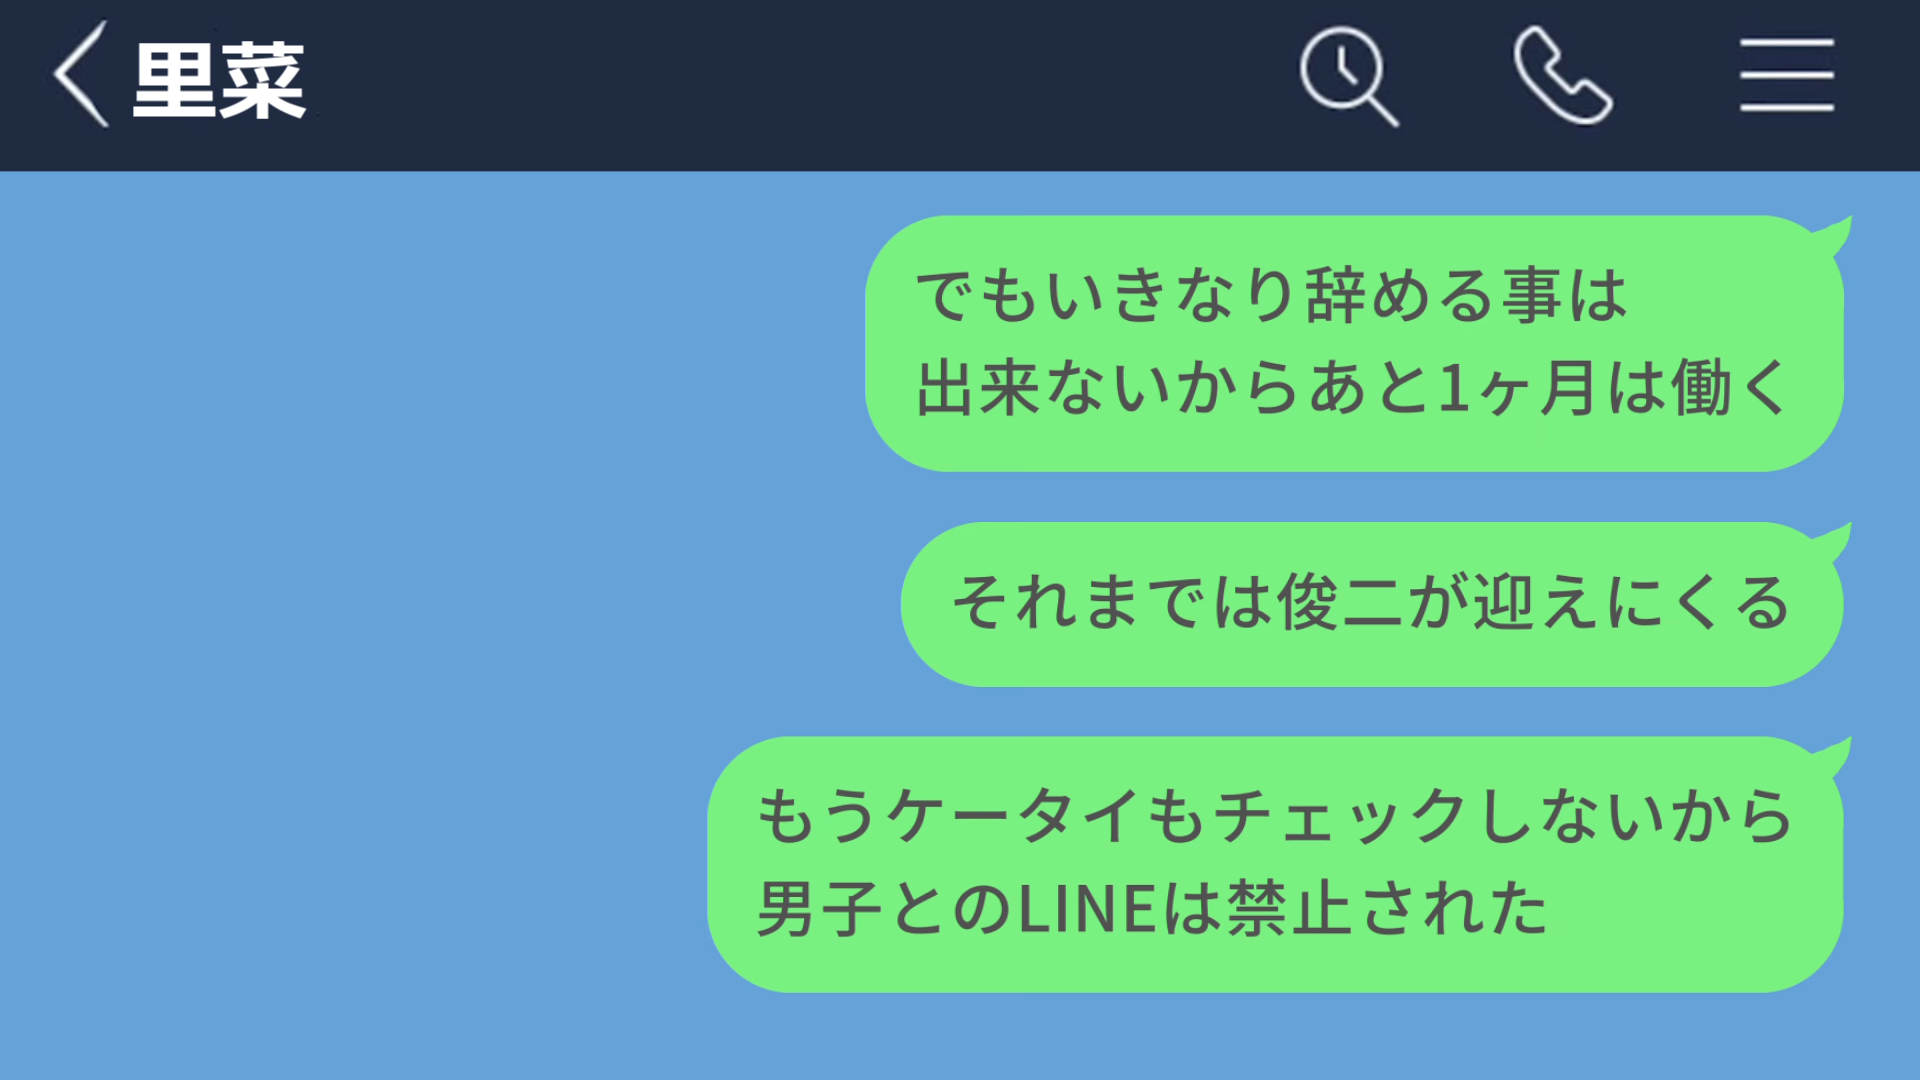 里菜
でもいきなり辞める事は
出来ないからあと1ヶ月は働く
それまでは俊二が迎えにくる
もうケータイもチェックしないから
男子とのLINEは禁止された